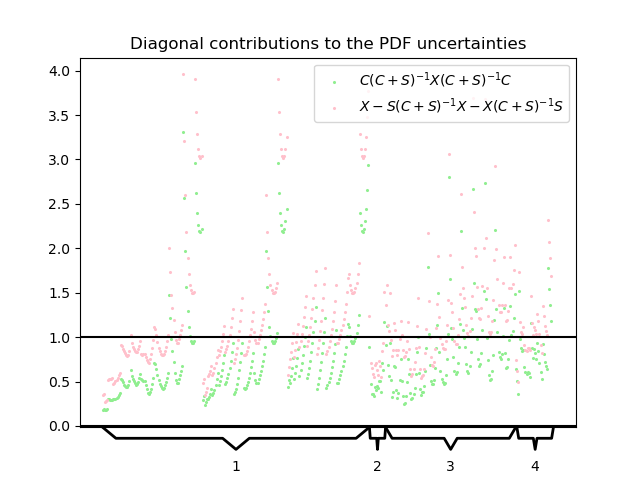 Diagonal contributions to the PDF uncertainties
C(C + S)⁻¹X(C + S)⁻¹C
X − S(C + S)⁻¹X − X(C + S)⁻¹S
4.0
3.5
3.0
2.5
2.0
1.5
1.0
0.5
0.0
1 2 3 4